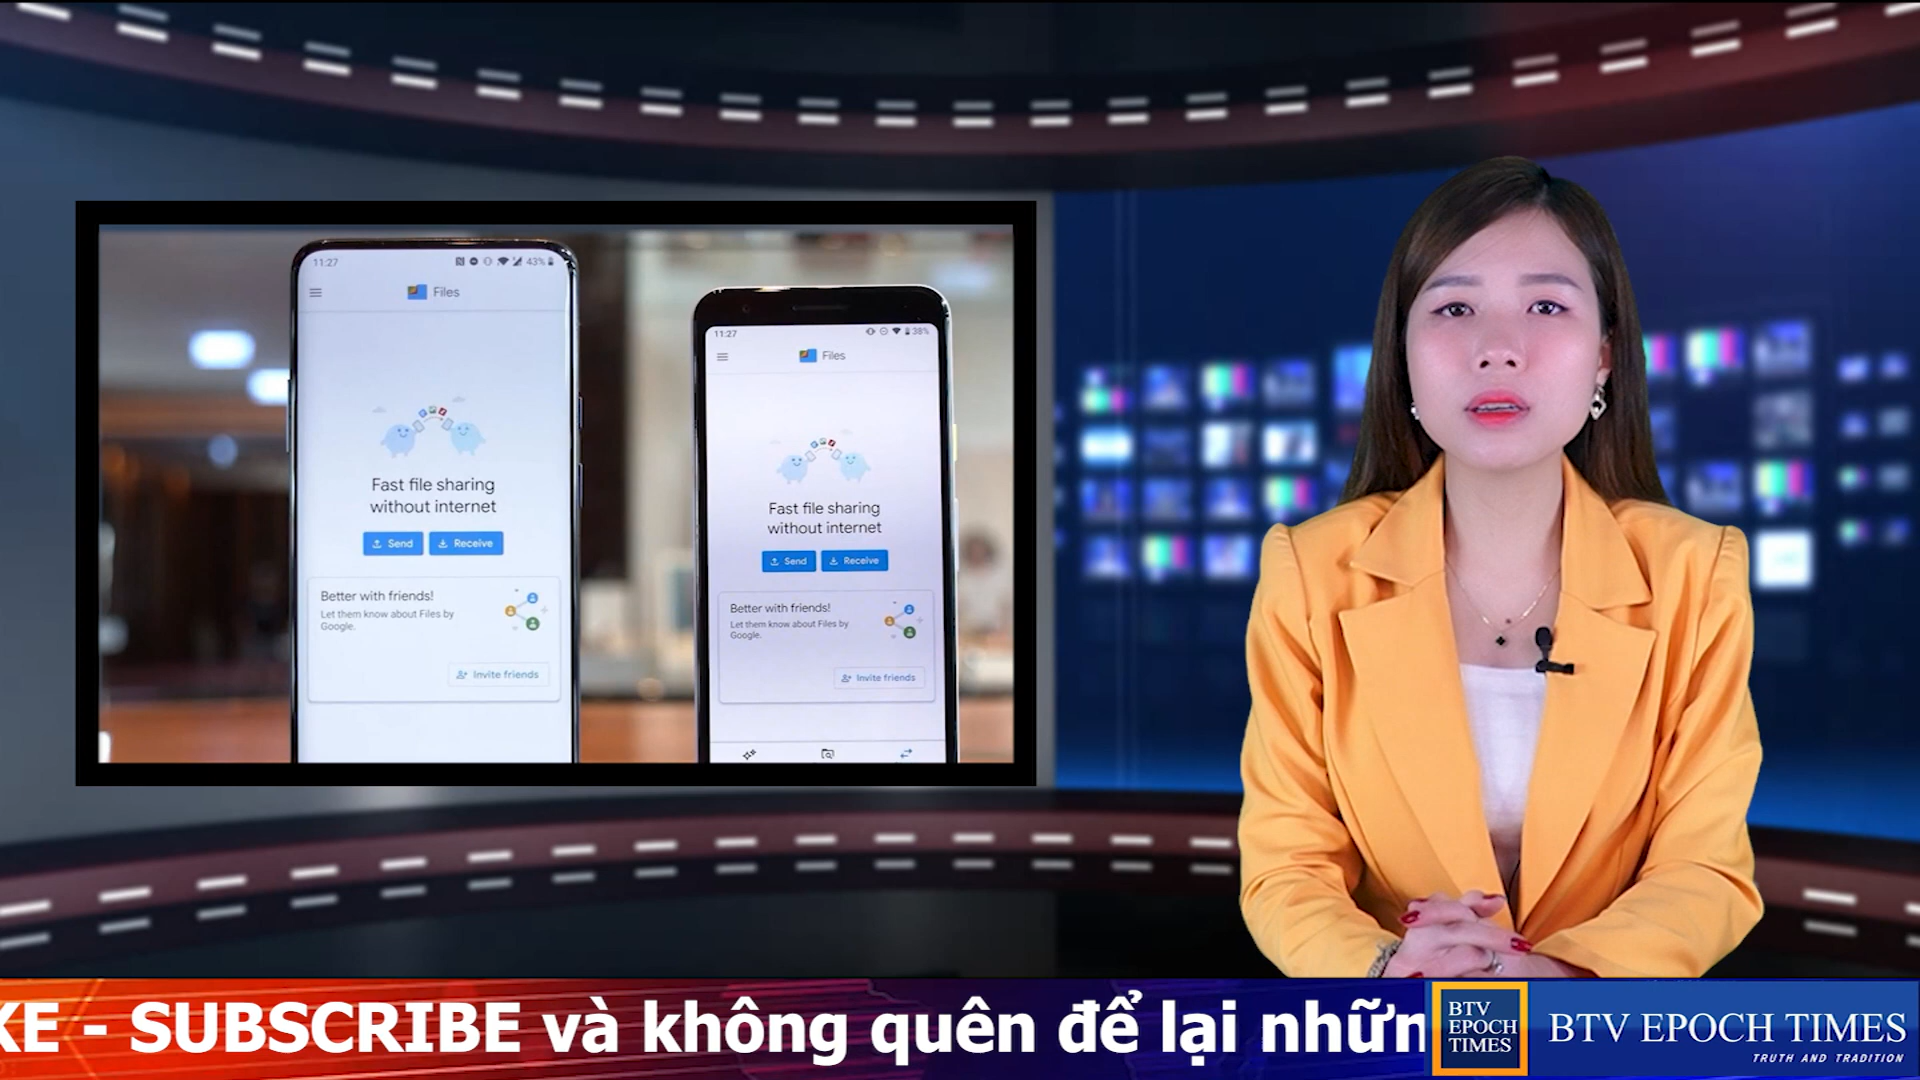 11:27
43%
Files
Fast file sharing
without internet
Send
Receive
Better with friends!
Let them know about Files by
Google.
Invite friends
11:27
38%
Files
Fast file sharing
without internet
Send
Receive
Better with friends!
Let them know about Files by
Google.
Invite friends
KE - SUBSCRIBE và không quên để lại nhữn
BTV
EPOCH
TIMES
BTV EPOCH TIMES
TRUTH AND TRADITION